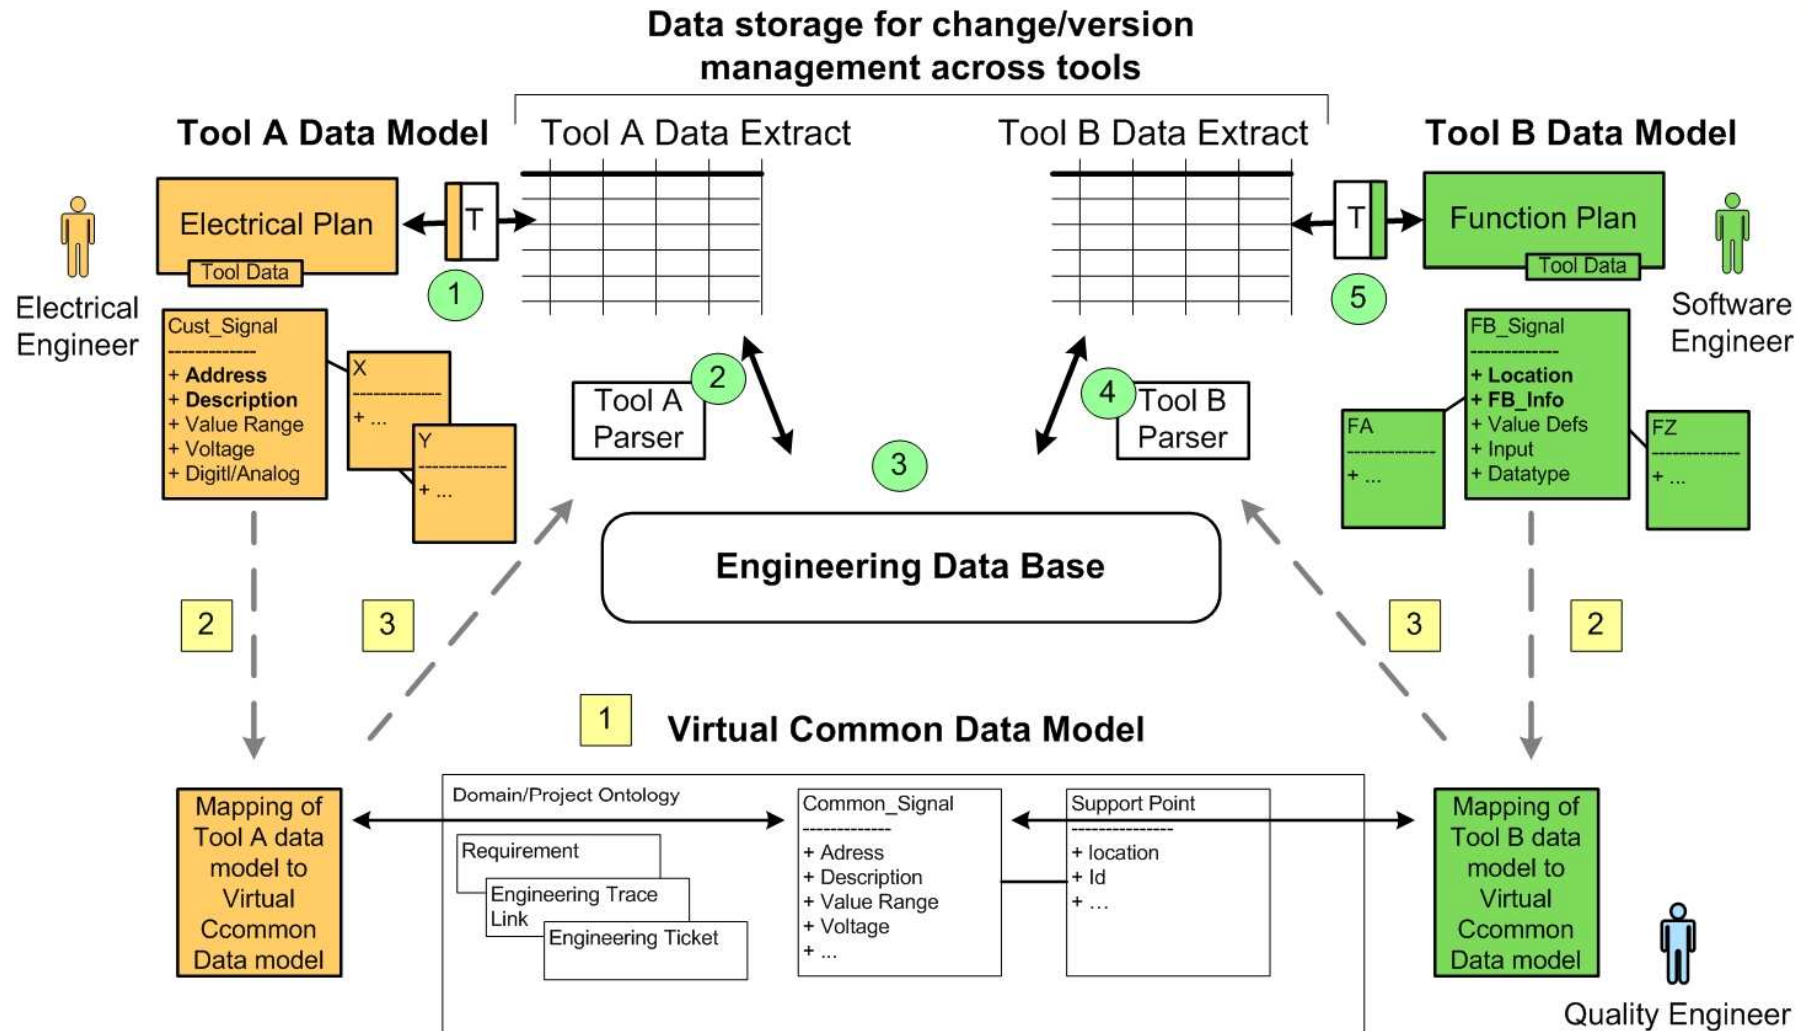 Data storage for change/version
management across tools
Tool A Data Model
Tool A Data Extract
Tool B Data Extract
Tool B Data Model
Electrical Plan
Tool Data
T
T
Function Plan
Tool Data
Electrical
Engineer
1
5
Software
Engineer
Cust_Signal
-------------
+ Address
+ Description
+ Value Range
+ Voltage
+ Digitl/Analog
X
-------------
+ ...
Y
-------------
+ ...
Tool A
Parser
2
3
4
Tool B
Parser
FA
-------------
+ ...
FB_Signal
-------------
+ Location
+ FB_Info
+ Value Defs
+ Input
+ Datatype
FZ
-------------
+ ...
Engineering Data Base
2
3
3
2
1
Virtual Common Data Model
Mapping of
Tool A data
model to
Virtual
Ccommon
Data model
Domain/Project Ontology
Requirement
Engineering Trace
Link
Engineering Ticket
Common_Signal
-------------
+ Adress
+ Description
+ Value Range
+ Voltage
+ ...
Support Point
---------------
+ location
+ Id
+ ...
Mapping of
Tool B data
model to
Virtual
Ccommon
Data model
Quality Engineer